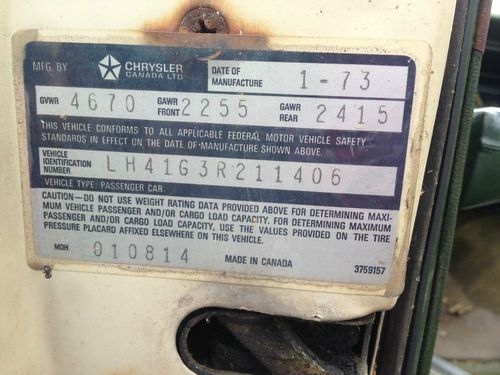 MFG. BY CHRYSLER CANADA LTD DATE OF MANUFACTURE 1-73
GVWR 4670 GAWR FRONT 2255 GAWR REAR 2415
THIS VEHICLE CONFORMS TO ALL APPLICABLE FEDERAL MOTOR VEHICLE SAFETY
STANDARDS IN EFFECT ON THE DATE OF MANUFACTURE SHOWN ABOVE.
VEHICLE IDENTIFICATION NUMBER LH41G3R211406
VEHICLE TYPE: PASSENGER CAR.
CAUTION—DO NOT USE WEIGHT RATING DATA PROVIDED ABOVE FOR DETERMINING MAXI-
MUM VEHICLE PASSENGER AND/OR CARGO LOAD CAPACITY. FOR DETERMINING MAXIMUM
PASSENGER AND/OR CARGO LOAD CAPACITY, USE THE VALUES PROVIDED ON THE TIRE
PRESSURE PLACARD AFFIXED ELSEWHERE ON THIS VEHICLE.
MDH 010814 MADE IN CANADA 3759157